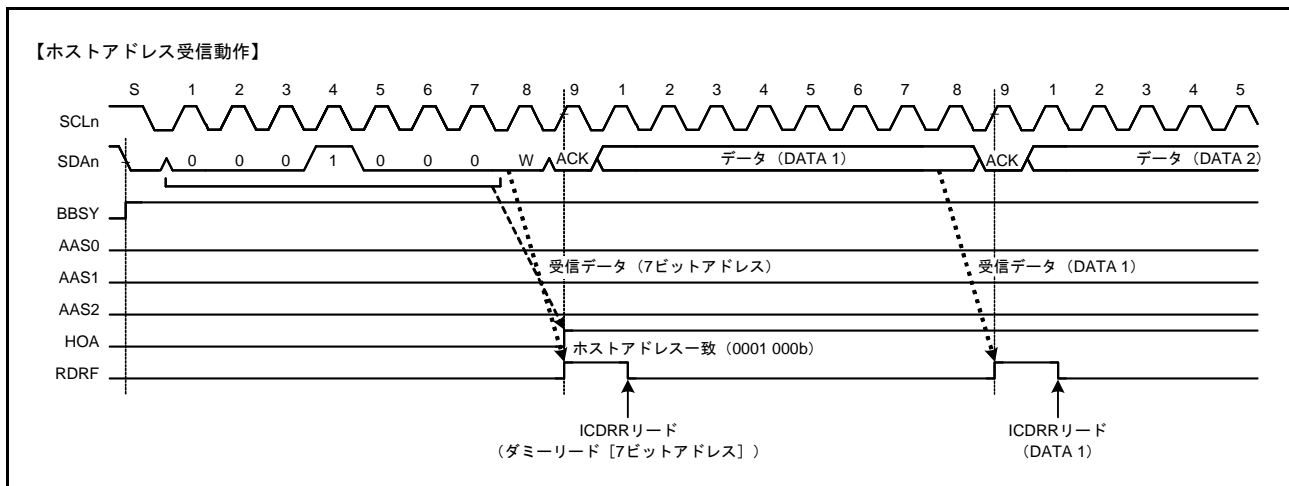 【ホストアドレス受信動作】
S 1 2 3 4 5 6 7 8 9 1 2 3 4 5 6 7 8 9 1 2 3 4 5
SCLn
SDAn 0 0 0 1 0 0 0 W ACK データ（DATA 1） ACK データ（DATA 2）
BBSY
AAS0
AAS1 受信データ（7ビットアドレス） 受信データ（DATA 1）
AAS2
HOA
ホストアドレス一致（0001 000b）
RDRF
ICDRRリード ICDRRリード
（ダミーリード［7ビットアドレス］） （DATA 1）